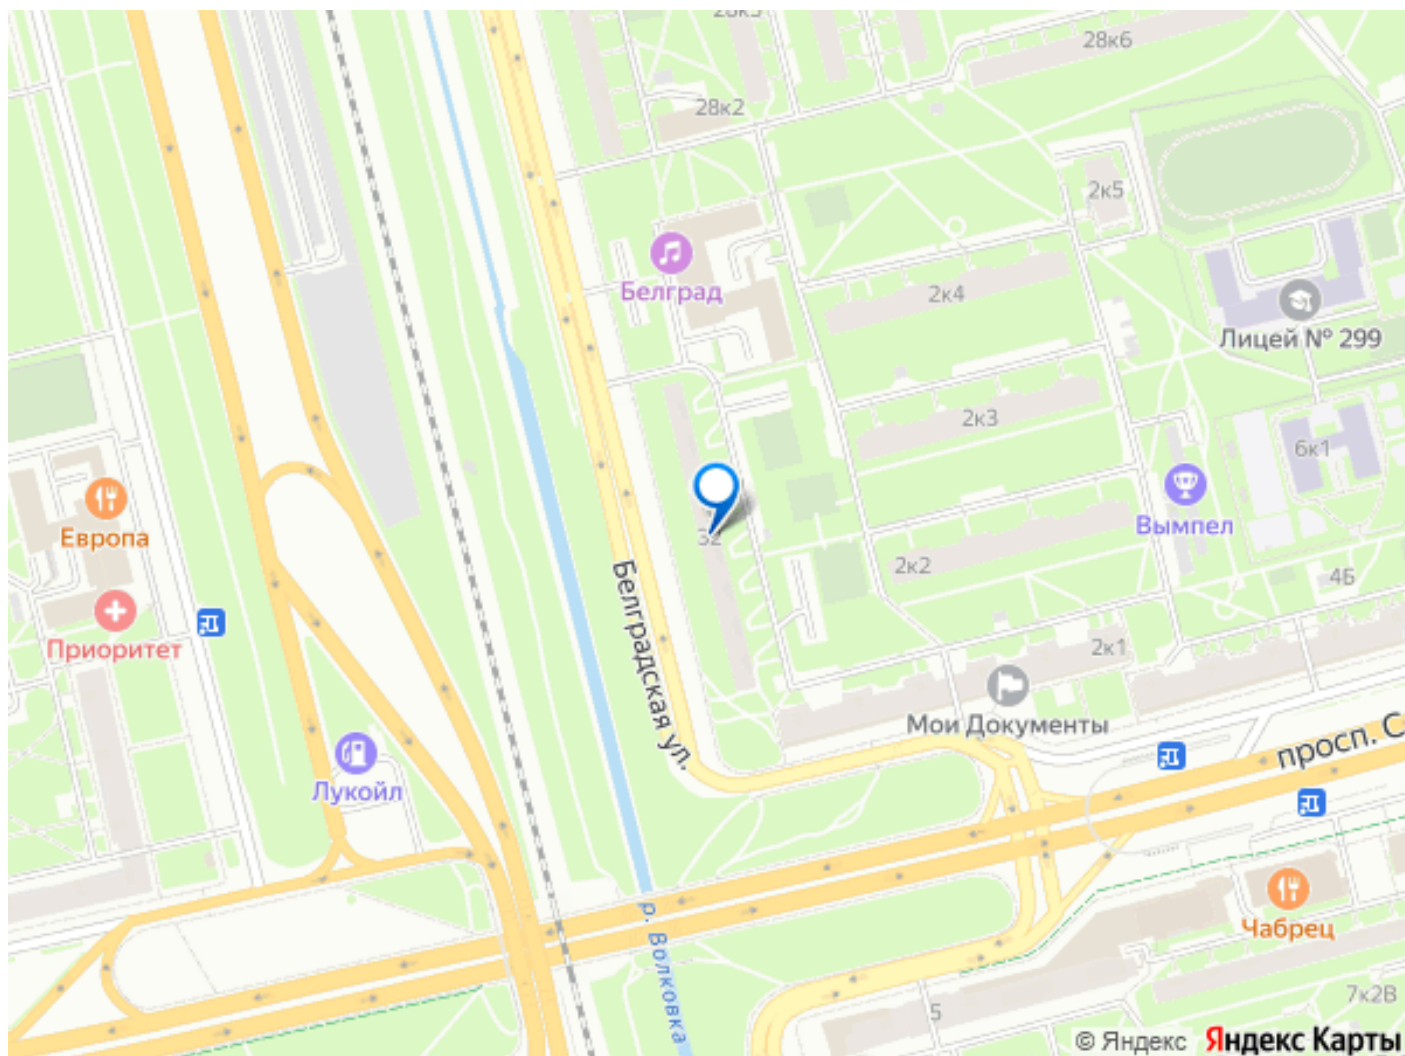 28к6
28к2
2к5
Белград
2к4
Лицей № 299
2к3
6к1
Европа
Вымпел
32
2к2
4Б
Белградская ул.
Приоритет
2к1
Мои Документы
Лукойл
просп. С
Чабрец
р. Волковка
5
7к2В
© Яндекс Яндекс Карты